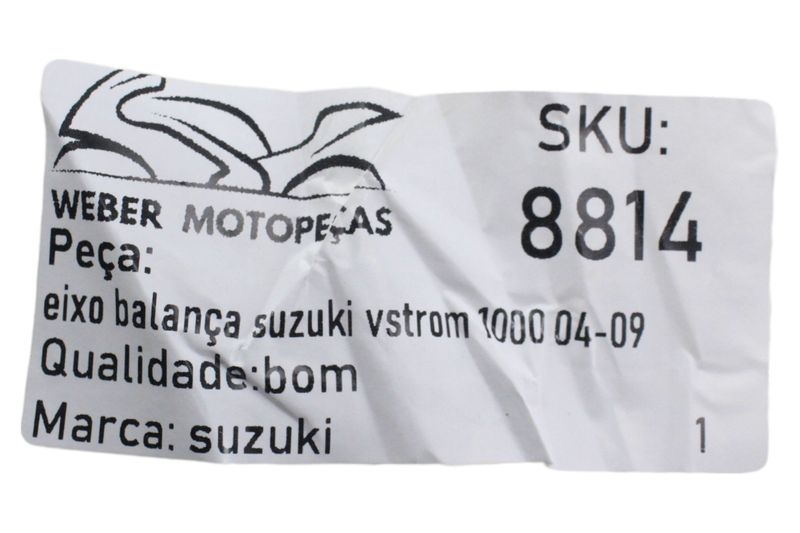 WEBER MOTOPEÇAS
SKU:
8814
Peça:
eixo balança suzuki vstrom 1000 04-09
Qualidade:bom
Marca: suzuki
1